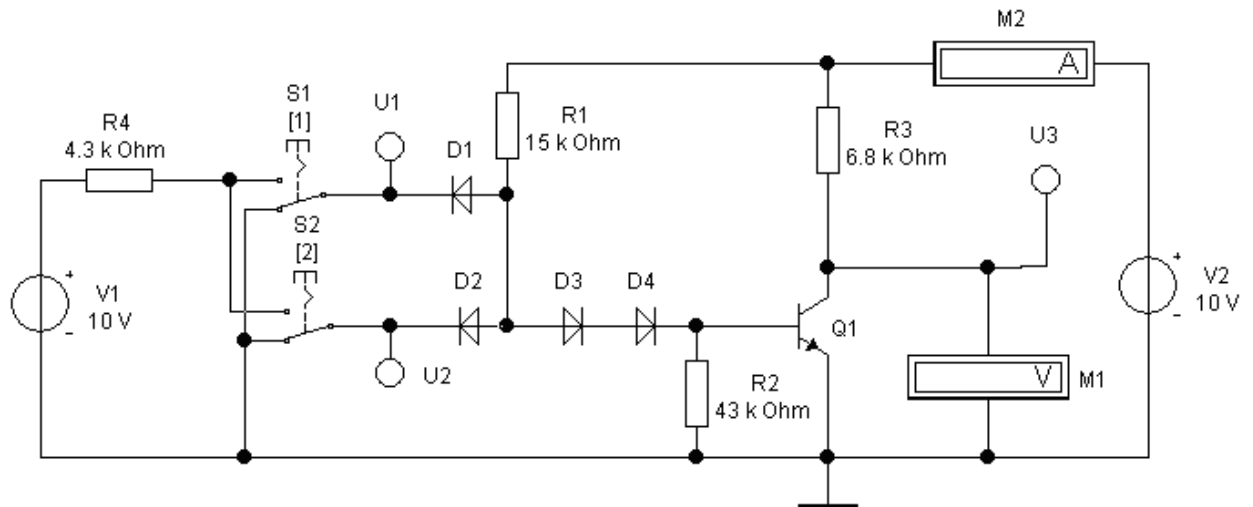 M2
A
S1
[1]
U1
R4
4.3 k Ohm
D1
R1
15 k Ohm
R3
6.8 k Ohm
U3
S2
[2]
+
V1
10 V
-
D2
D3
D4
Q1
+
V2
10 V
-
U2
R2
43 k Ohm
V
M1